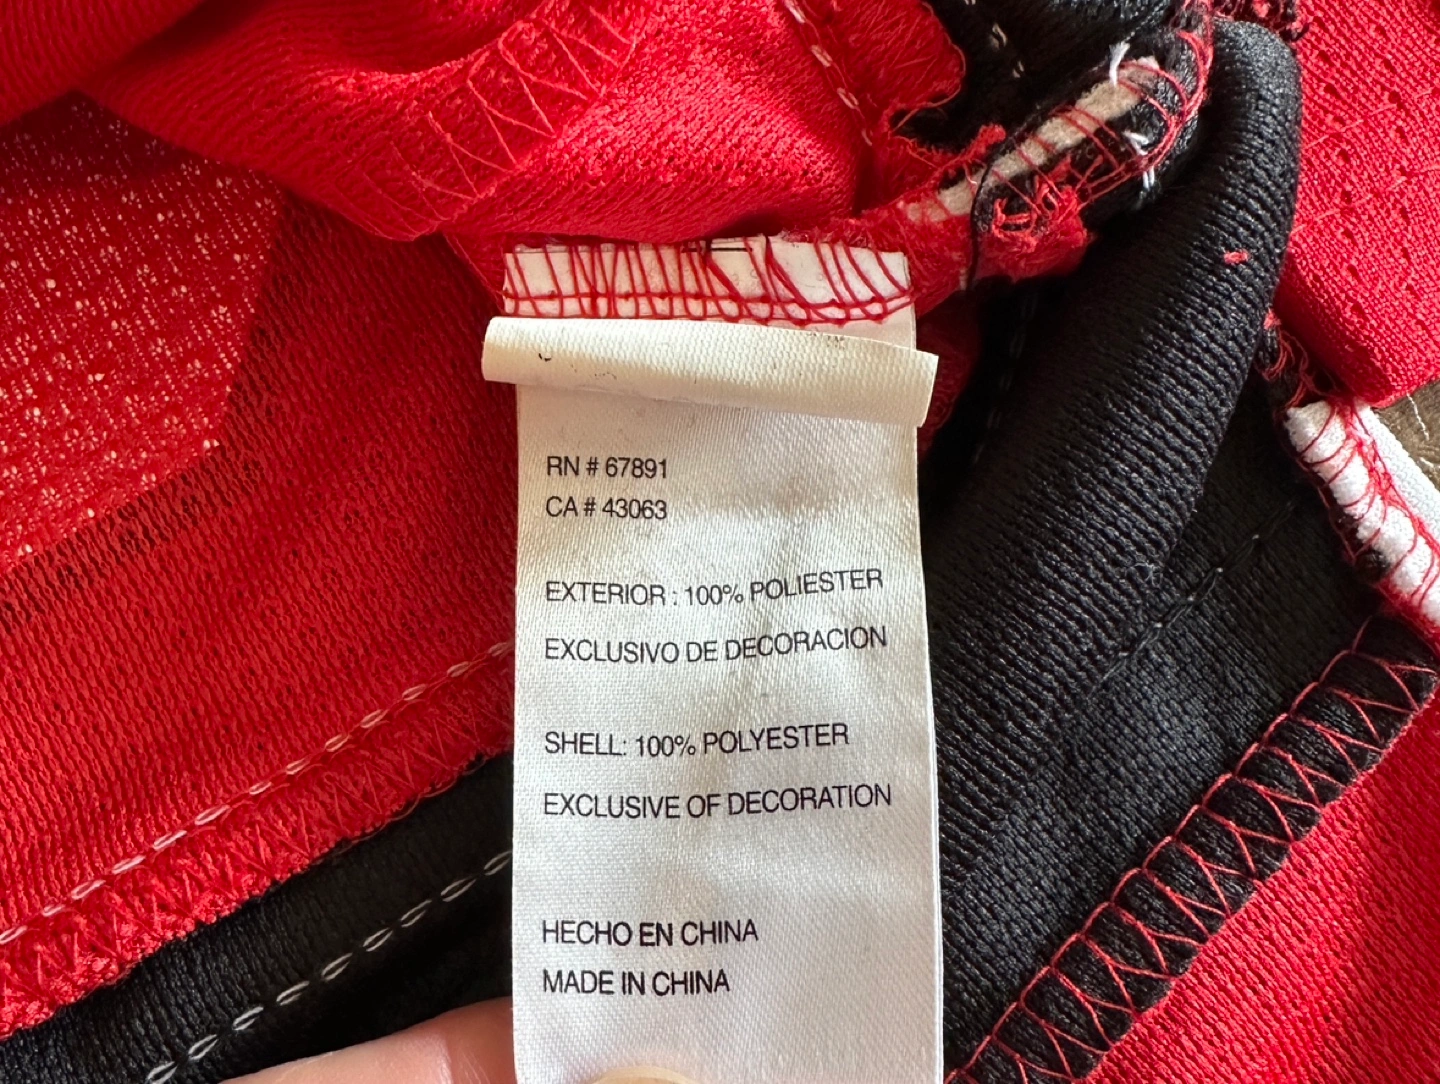 RN # 67891
CA # 43063
EXTERIOR : 100% POLIESTER
EXCLUSIVO DE DECORACION
SHELL: 100% POLYESTER
EXCLUSIVE OF DECORATION
HECHO EN CHINA
MADE IN CHINA